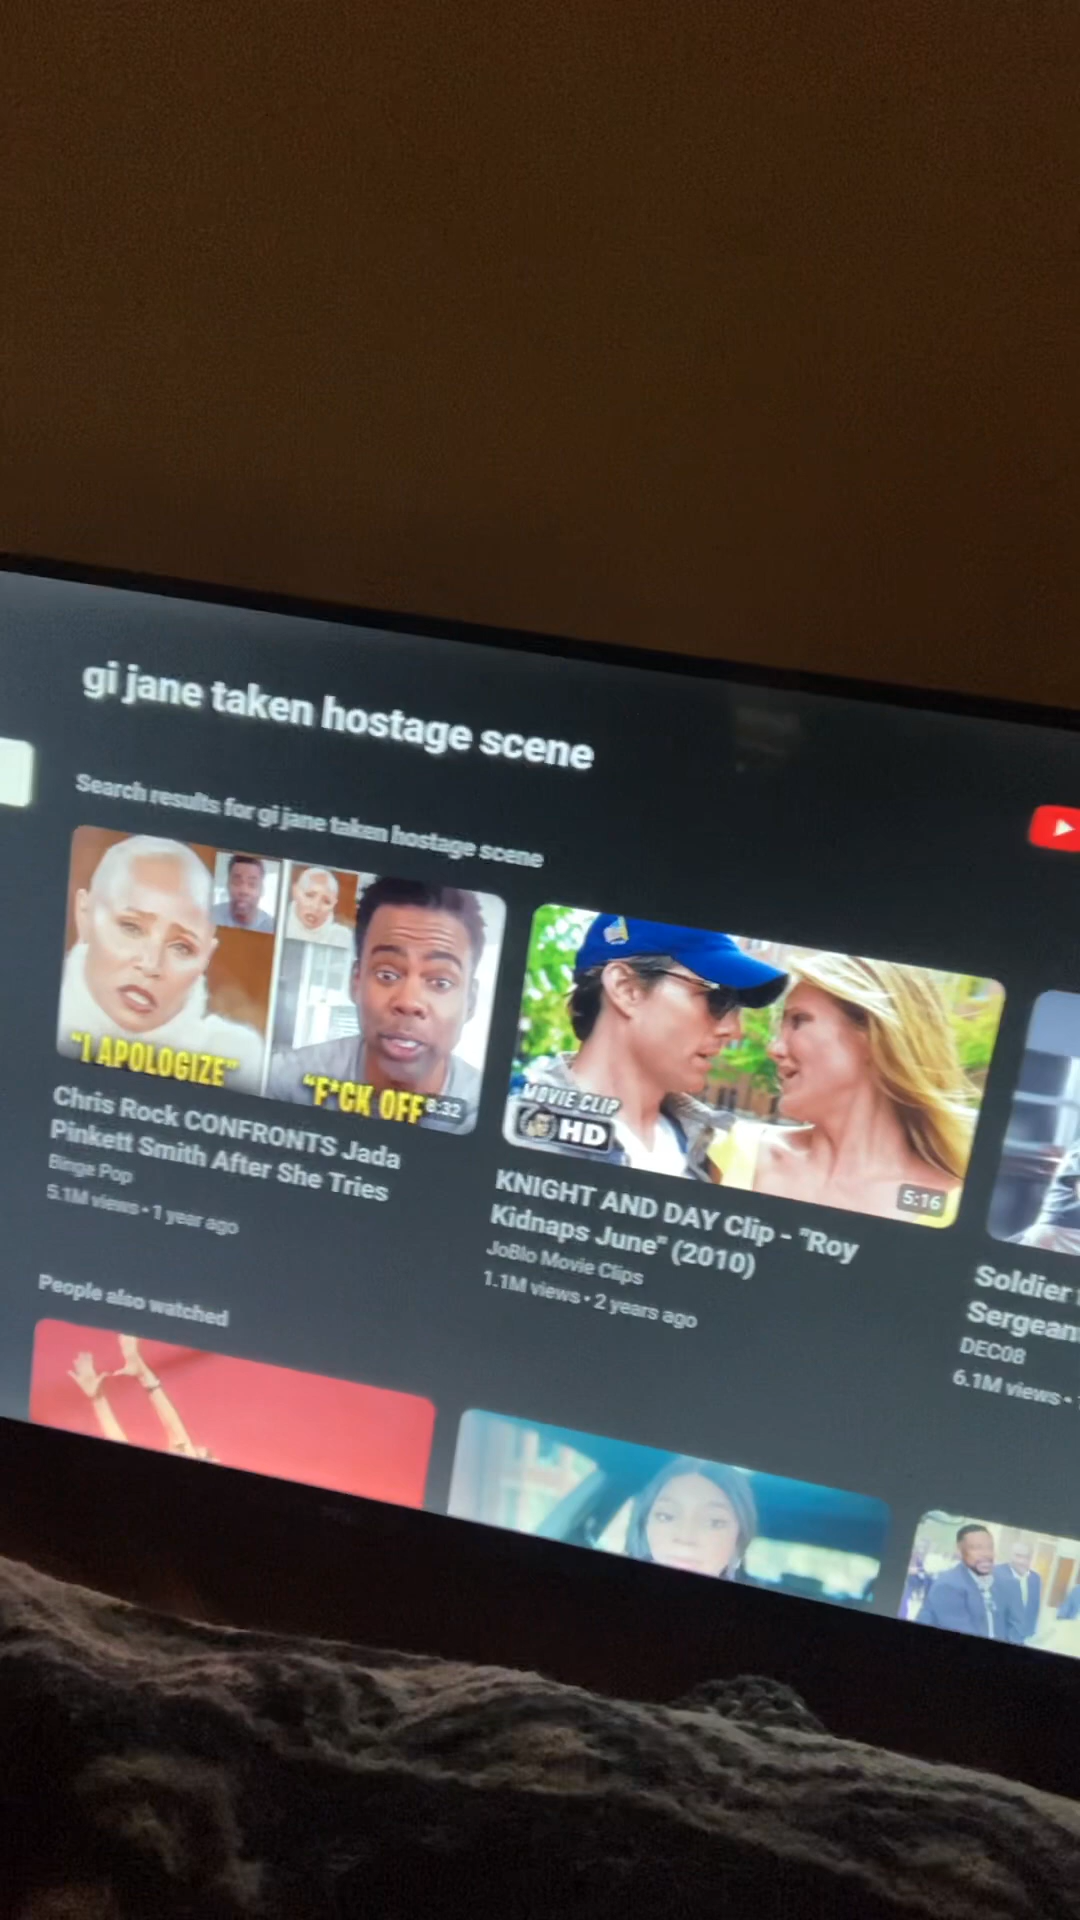 gi jane taken hostage scene
Search results for gi jane taken hostage scene
"I APOLOGIZE"
"F*CK OFF
8:32
Chris Rock CONFRONTS Jada
Pinkett Smith After She Tries
Binge Pop
5.1M views • 1 year ago
MOVIE CLIP
HD
5:16
KNIGHT AND DAY Clip - "Roy
Kidnaps June" (2010)
JoBlo Movie Clips
1.1M views • 2 years ago
Soldier
Sergean
DEC08
6.1M views •
People also watched